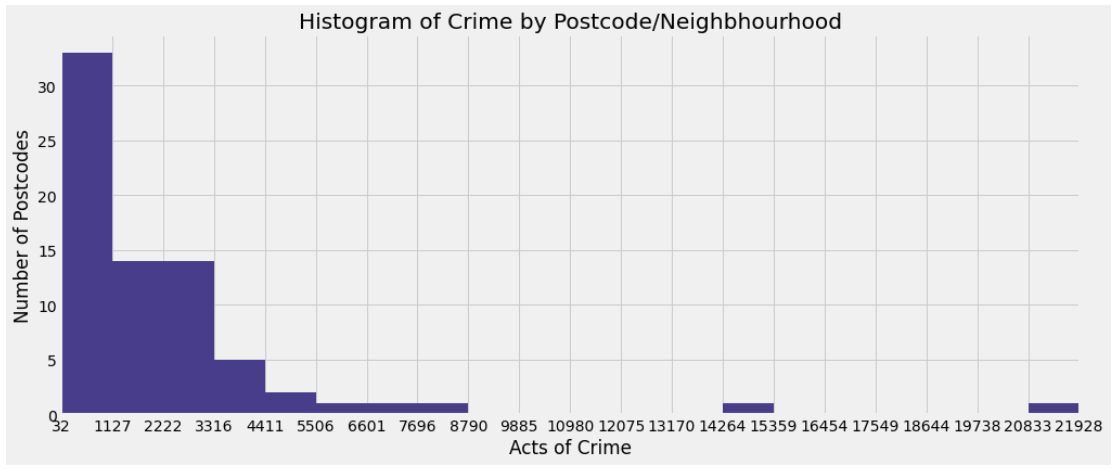 Histogram of Crime by Postcode/Neighbhourhood
Number of Postcodes
30
25
20
15
10
5
0
32 1127 2222 3316 4411 5506 6601 7696 8790 9885 10980 12075 13170 14264 15359 16454 17549 18644 19738 20833 21928
Acts of Crime